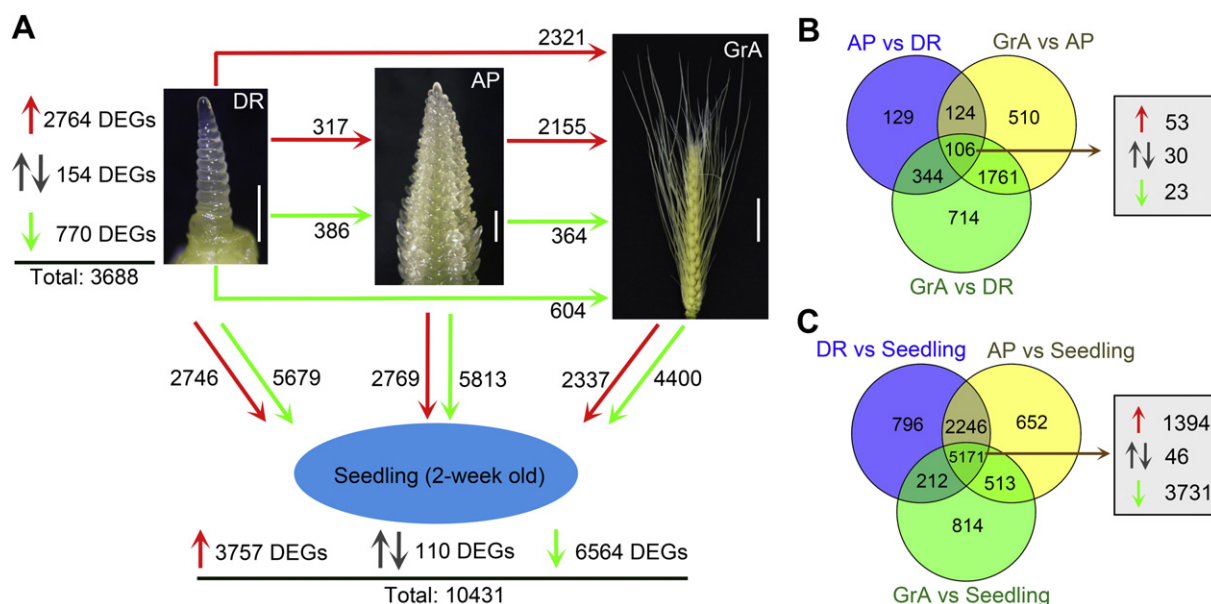 A
2764 DEGs
154 DEGs
770 DEGs
Total: 3688
DR
AP
GrA
2321
317
2155
386
364
604
2746
5679
2769
5813
2337
4400
Seedling (2-week old)
3757 DEGs
110 DEGs
6564 DEGs
Total: 10431
B
AP vs DR
GrA vs AP
129
124
510
106
344
1761
714
GrA vs DR
53
30
23
C
DR vs Seedling
AP vs Seedling
796
2246
652
5171
212
513
814
GrA vs Seedling
1394
46
3731